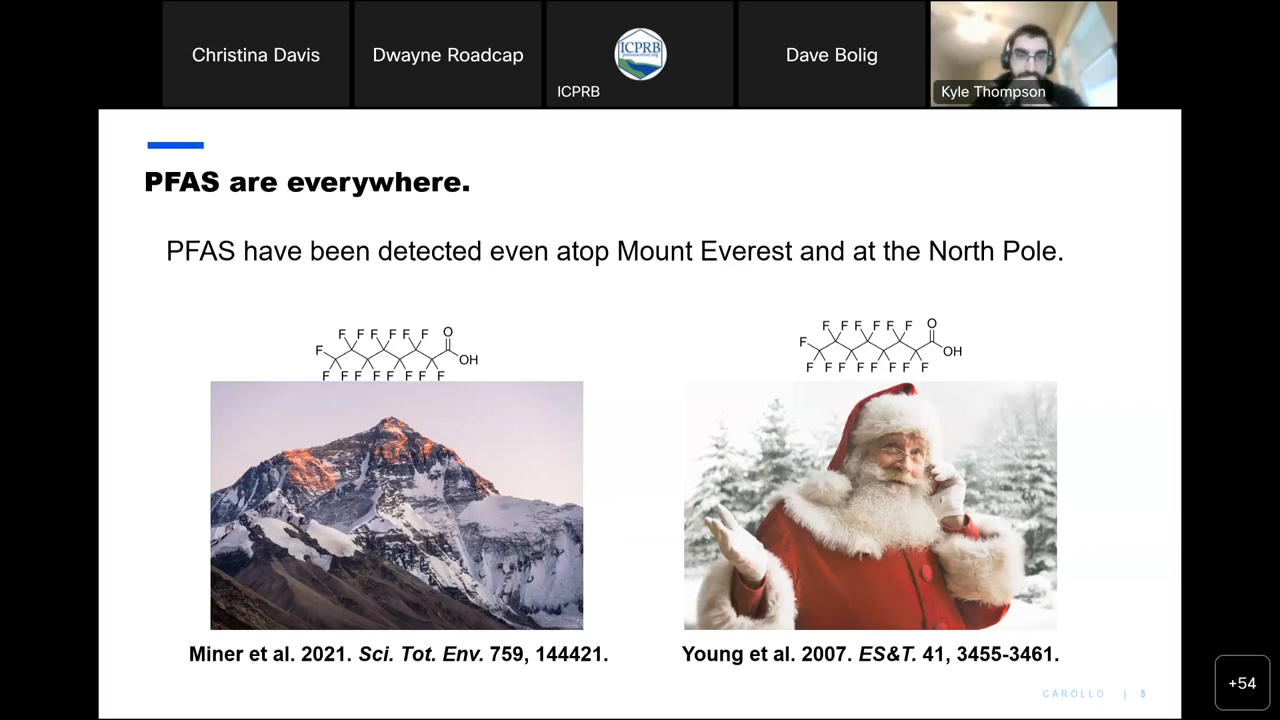 Christina Davis
Dwayne Roadcap
ICPRB
ICPRB
Dave Bolig
Kyle Thompson
PFAS are everywhere.
PFAS have been detected even atop Mount Everest and at the North Pole.
F F F F F F O
F OH
F F F F F F F F
F F F F F F O
F OH
F F F F F F F F
Miner et al. 2021. Sci. Tot. Env. 759, 144421.
Young et al. 2007. ES&T. 41, 3455-3461.
CAROLLO | 5
+54